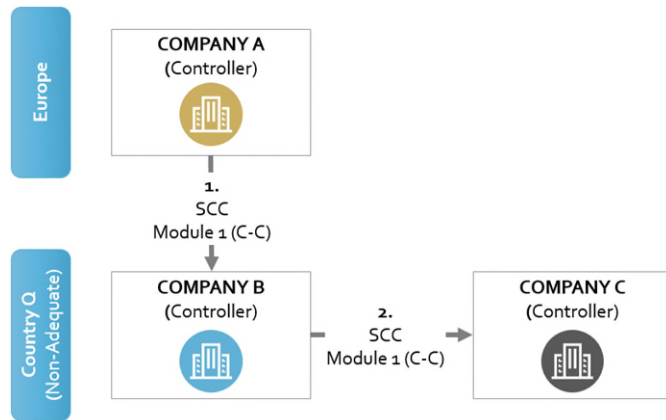 Europe
COMPANY A
(Controller)
1.
SCC
Module 1 (C-C)
Country Q
(Non-Adequate)
COMPANY B
(Controller)
2.
SCC
Module 1 (C-C)
COMPANY C
(Controller)